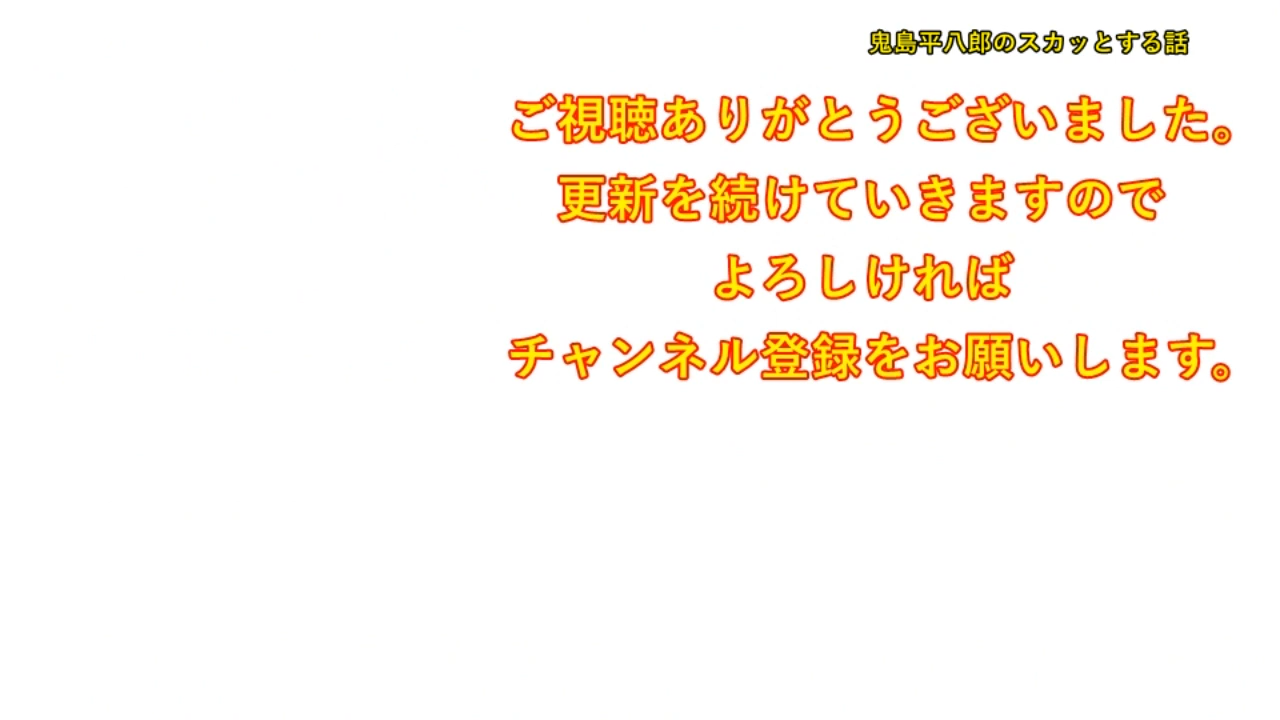 鬼島平八郎のスカッとする話
ご視聴ありがとうございました。
更新を続けていきますので
よろしければ
チャンネル登録をお願いします。